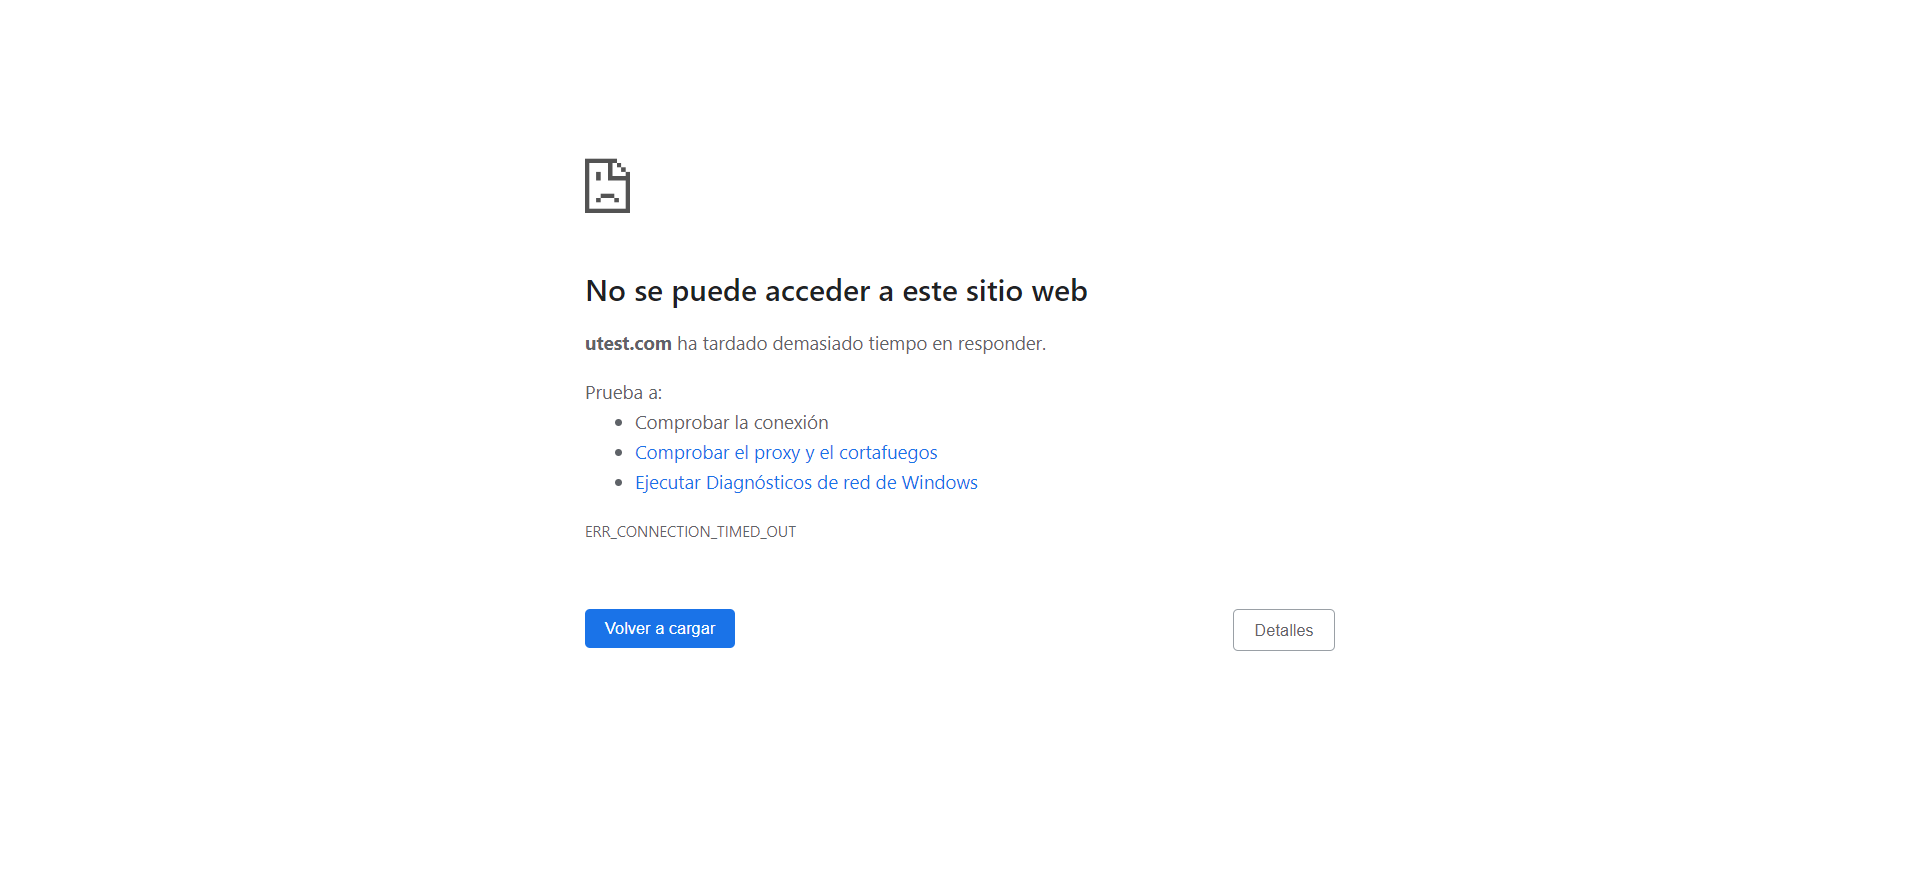 No se puede acceder a este sitio web
utest.com ha tardado demasiado tiempo en responder.
Prueba a:
Comprobar la conexión
Comprobar el proxy y el cortafuegos
Ejecutar Diagnósticos de red de Windows
ERR_CONNECTION_TIMED_OUT
Volver a cargar
Detalles